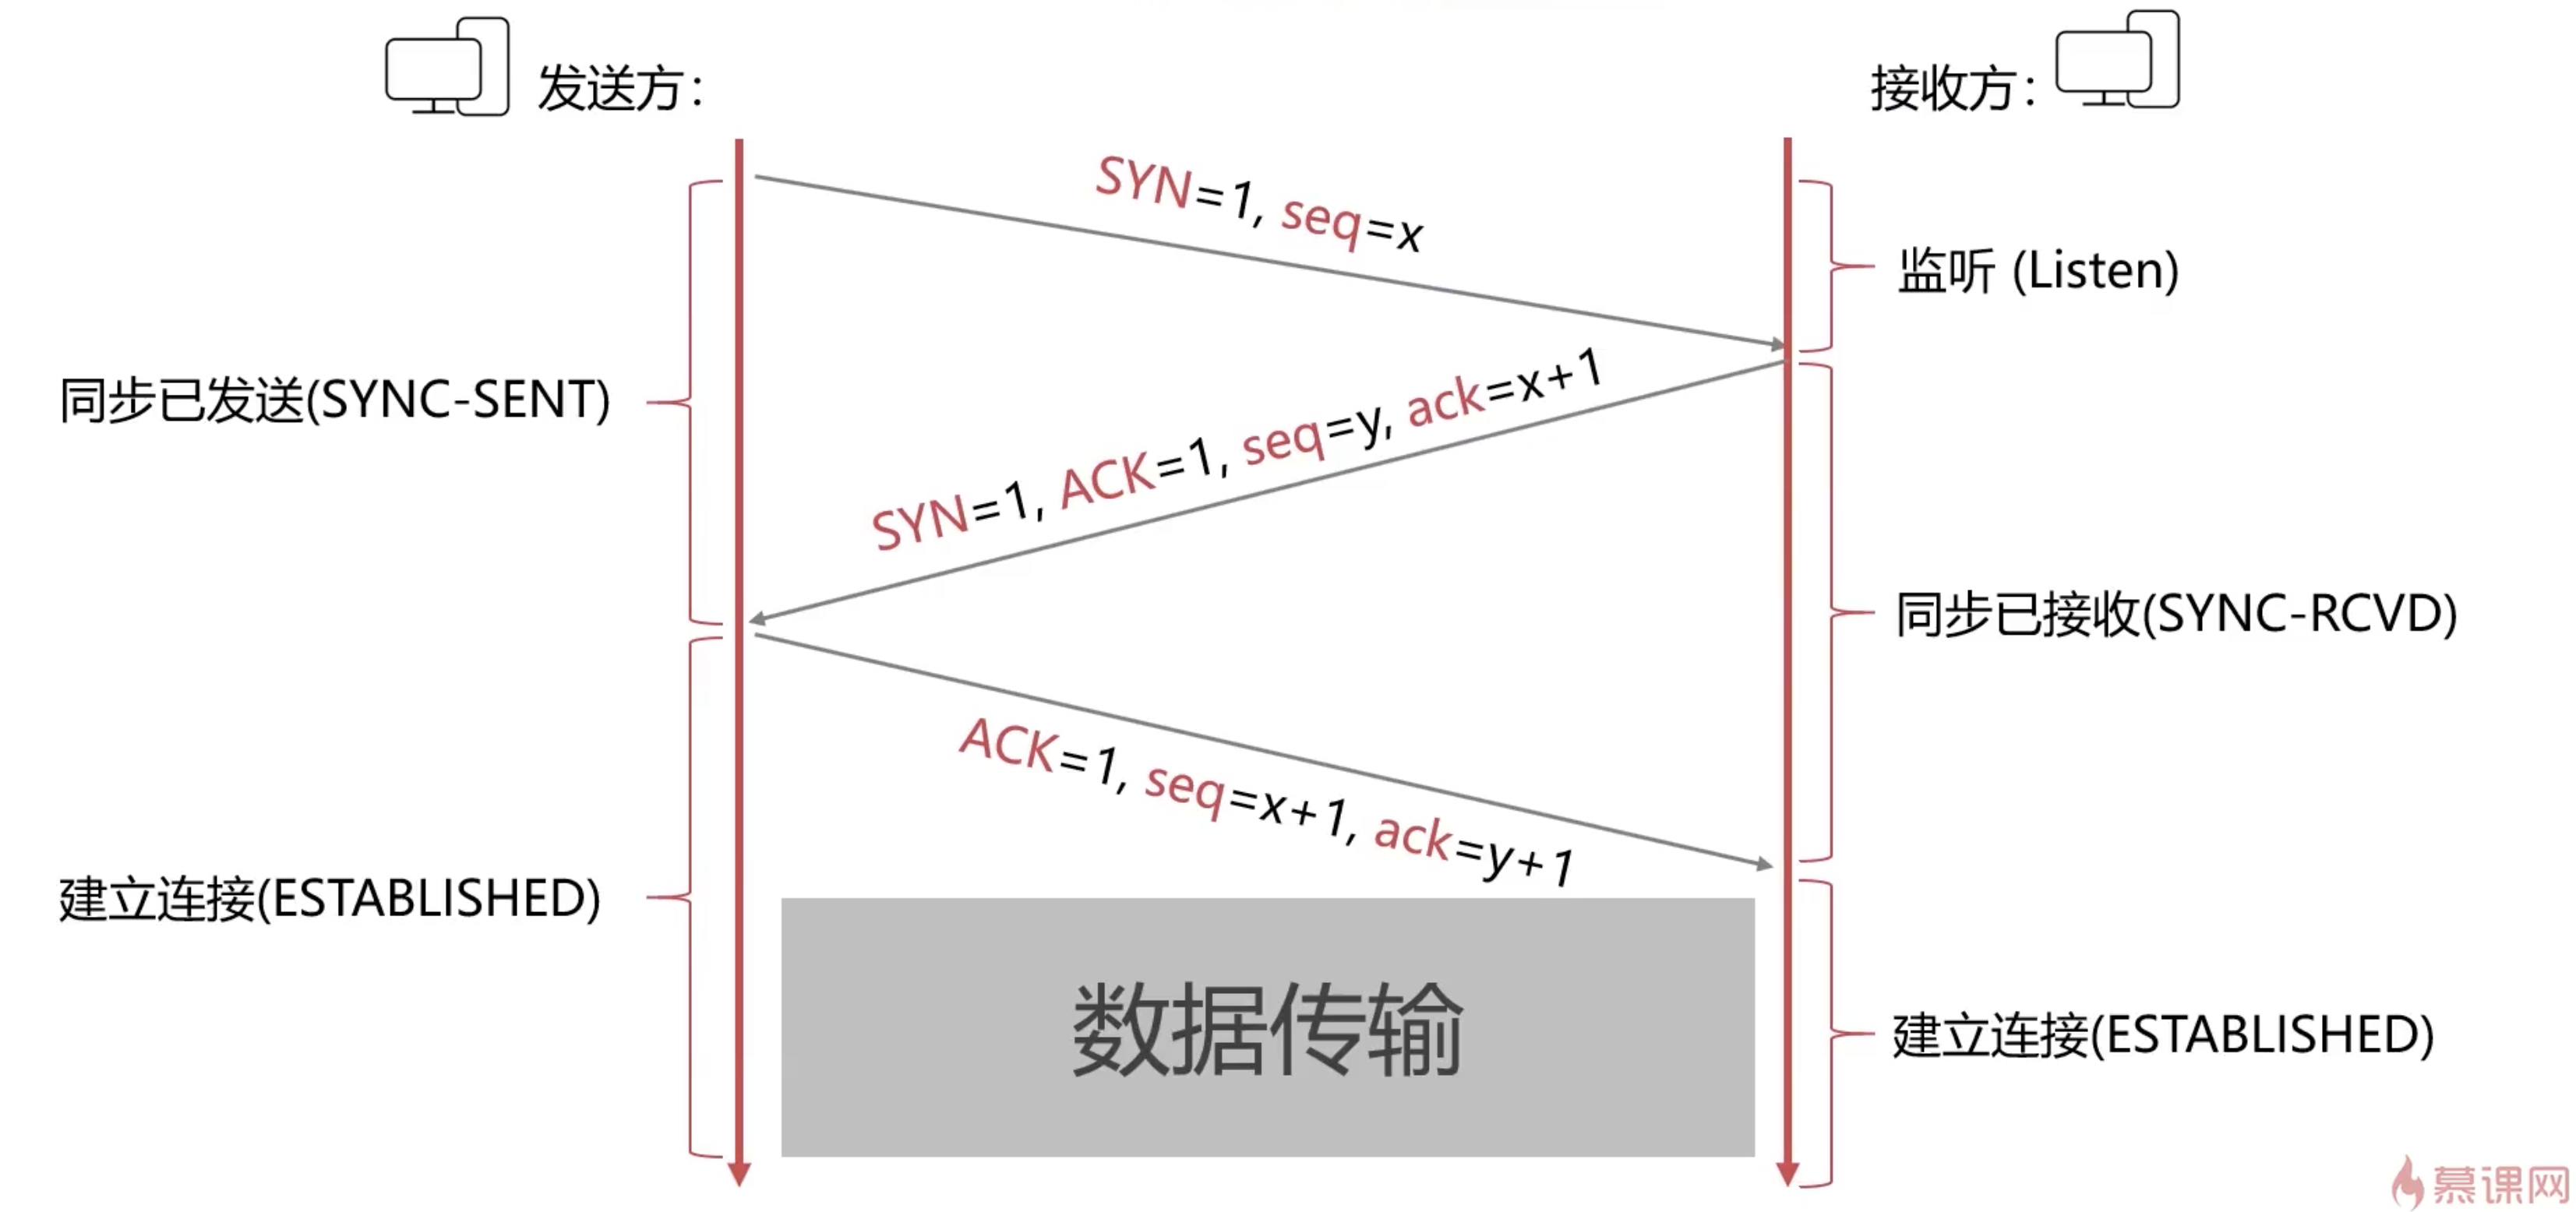 发送方：
接收方：
SYN=1, seq=x
监听 (Listen)
同步已发送(SYNC-SENT)
SYN=1, ACK=1, seq=y, ack=x+1
同步已接收(SYNC-RCVD)
ACK=1, seq=x+1, ack=y+1
建立连接(ESTABLISHED)
数据传输
建立连接(ESTABLISHED)
慕课网